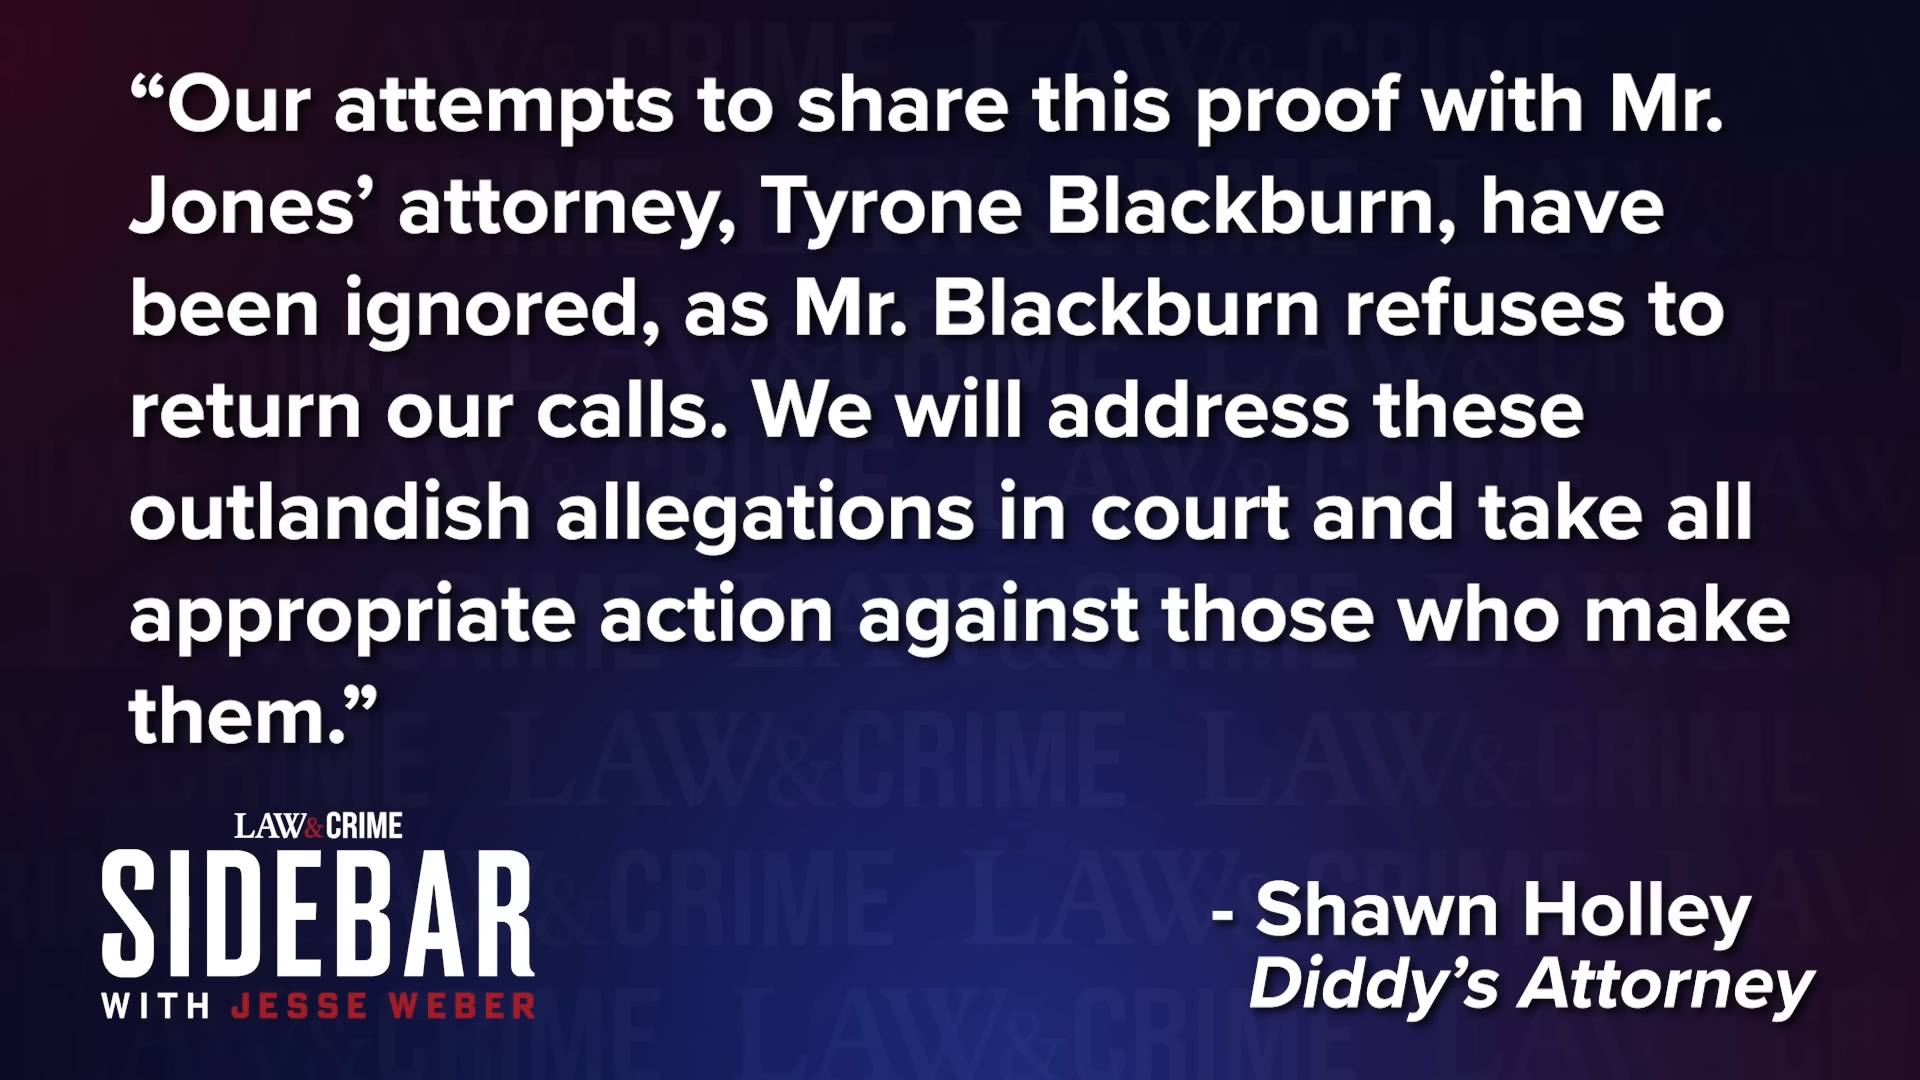 “Our attempts to share this proof with Mr.
Jones’ attorney, Tyrone Blackburn, have
been ignored, as Mr. Blackburn refuses to
return our calls. We will address these
outlandish allegations in court and take all
appropriate action against those who make
them.”
LAW&CRIME
SIDEBAR
WITH JESSE WEBER
- Shawn Holley
Diddy’s Attorney